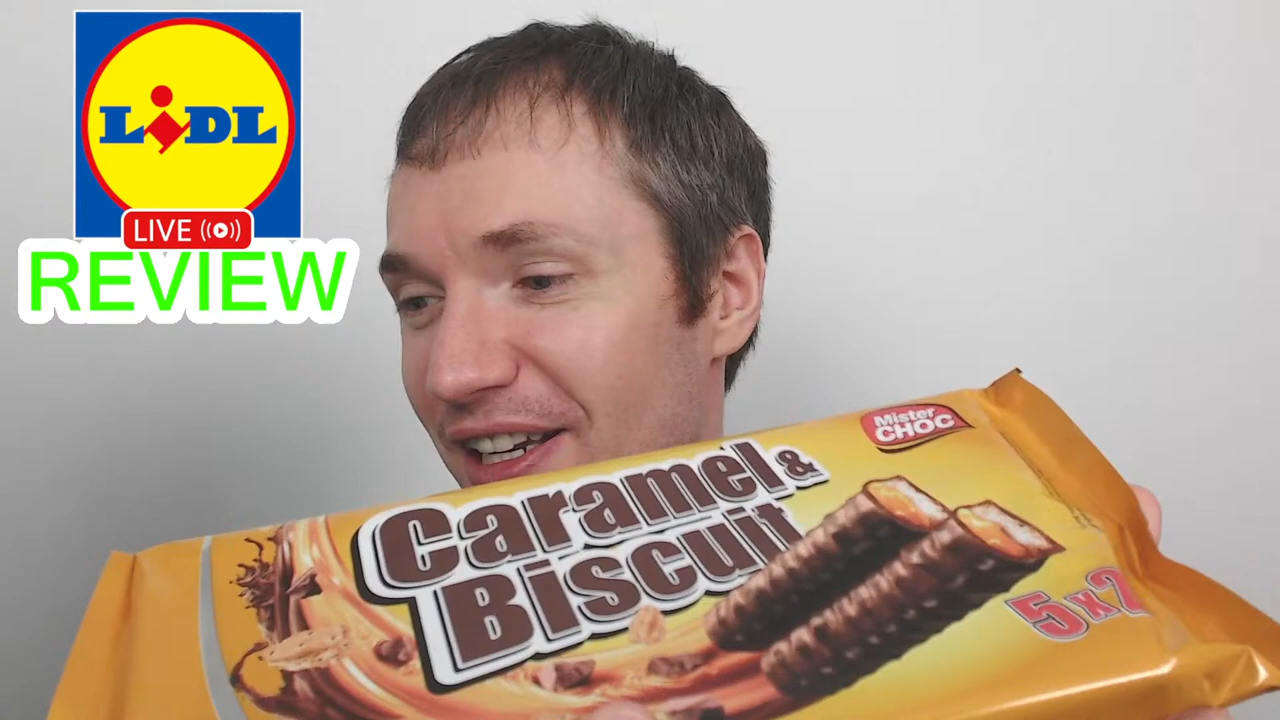 LIDL
LIVE
REVIEW
Mister
CHOC
Caramel &
Biscuit
5x2